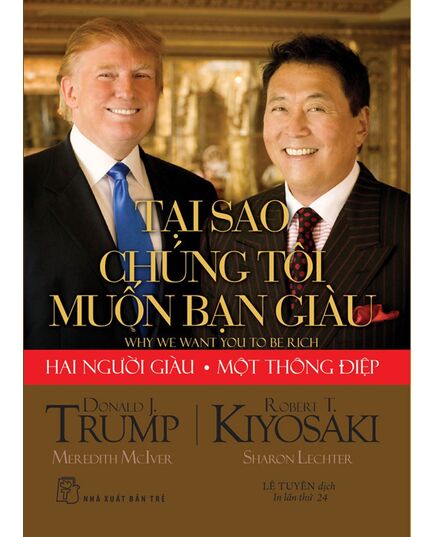 TẠI SAO
CHÚNG TÔI
MUỐN BẠN GIÀU
WHY WE WANT YOU TO BE RICH
HAI NGƯỜI GIÀU • MỘT THÔNG ĐIỆP
DONALD J.
TRUMP
MEREDITH MCIVER
ROBERT T.
KIYOSAKI
SHARON LECHTER
NHÀ XUẤT BẢN TRẺ
LÊ TUYÊN dịch
In lần thứ 24